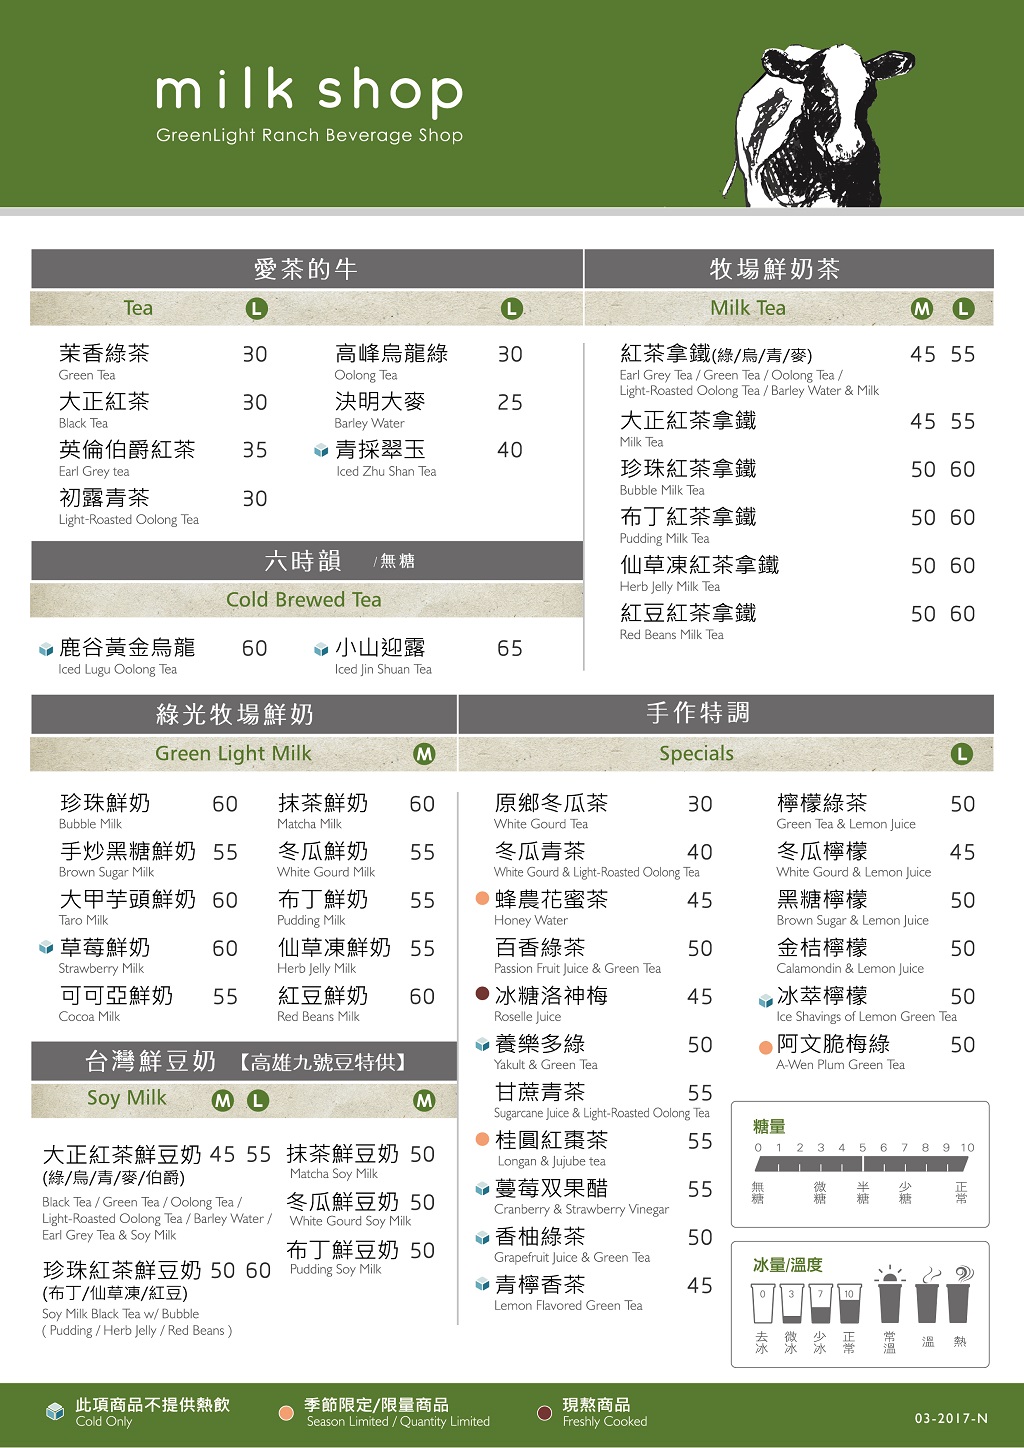 milk shop
GreenLight Ranch Beverage Shop
愛茶的牛
Tea L L
茉香綠茶 30
Green Tea
大正紅茶 30
Black Tea
英倫伯爵紅茶 35
Earl Grey tea
初露青茶 30
Light-Roasted Oolong Tea
高峰烏龍綠 30
Oolong Tea
決明大麥 25
Barley Water
青採翠玉 40
Iced Zhu Shan Tea
六時韻 /無糖
Cold Brewed Tea
鹿谷黃金烏龍 60
Iced Lugu Oolong Tea
小山迎露 65
Iced Jin Shuan Tea
牧場鮮奶茶
Milk Tea M L
紅茶拿鐵(綠/烏/青/麥) 45 55
Earl Grey Tea / Green Tea / Oolong Tea /
Light-Roasted Oolong Tea / Barley Water & Milk
大正紅茶拿鐵 45 55
Milk Tea
珍珠紅茶拿鐵 50 60
Bubble Milk Tea
布丁紅茶拿鐵 50 60
Pudding Milk Tea
仙草凍紅茶拿鐵 50 60
Herb Jelly Milk Tea
紅豆紅茶拿鐵 50 60
Red Beans Milk Tea
綠光牧場鮮奶
Green Light Milk M
珍珠鮮奶 60
Bubble Milk
手炒黑糖鮮奶 55
Brown Sugar Milk
大甲芋頭鮮奶 60
Taro Milk
草莓鮮奶 60
Strawberry Milk
可可亞鮮奶 55
Cocoa Milk
抹茶鮮奶 60
Matcha Milk
冬瓜鮮奶 55
White Gourd Milk
布丁鮮奶 55
Pudding Milk
仙草凍鮮奶 55
Herb Jelly Milk
紅豆鮮奶 60
Red Beans Milk
台灣鮮豆奶 【高雄九號豆特供】
Soy Milk M L M
大正紅茶鮮豆奶 45 55
(綠/烏/青/麥/伯爵)
Black Tea / Green Tea / Oolong Tea /
Light-Roasted Oolong Tea / Barley Water /
Earl Grey Tea & Soy Milk
珍珠紅茶鮮豆奶 50 60
(布丁/仙草凍/紅豆)
Soy Milk Black Tea w/ Bubble
( Pudding / Herb Jelly / Red Beans )
抹茶鮮豆奶 50
Matcha Soy Milk
冬瓜鮮豆奶 50
White Gourd Soy Milk
布丁鮮豆奶 50
Pudding Soy Milk
手作特調
Specials L
原鄉冬瓜茶 30
White Gourd Tea
冬瓜青茶 40
White Gourd & Light-Roasted Oolong Tea
蜂農花蜜茶 45
Honey Water
百香綠茶 50
Passion Fruit Juice & Green Tea
冰糖洛神梅 45
Roselle Juice
養樂多綠 50
Yakult & Green Tea
甘蔗青茶 55
Sugarcane Juice & Light-Roasted Oolong Tea
桂圓紅棗茶 55
Longan & Jujube tea
蔓莓双果醋 55
Cranberry & Strawberry Vinegar
香柚綠茶 50
Grapefruit Juice & Green Tea
青檸香茶 45
Lemon Flavored Green Tea
檸檬綠茶 50
Green Tea & Lemon Juice
冬瓜檸檬 45
White Gourd & Lemon Juice
黑糖檸檬 50
Brown Sugar & Lemon Juice
金桔檸檬 50
Calamondin & Lemon Juice
冰萃檸檬 50
Ice Shavings of Lemon Green Tea
阿文脆梅綠 50
A-Wen Plum Green Tea
糖量
0 1 2 3 4 5 6 7 8 9 10
無糖 微糖 半糖 少糖 正常
冰量/溫度
0 3 7 10
去冰 微冰 少冰 正常 常溫 溫 熱
此項商品不提供熱飲
Cold Only
季節限定/限量商品
Season Limited / Quantity Limited
現熬商品
Freshly Cooked
03-2017-N